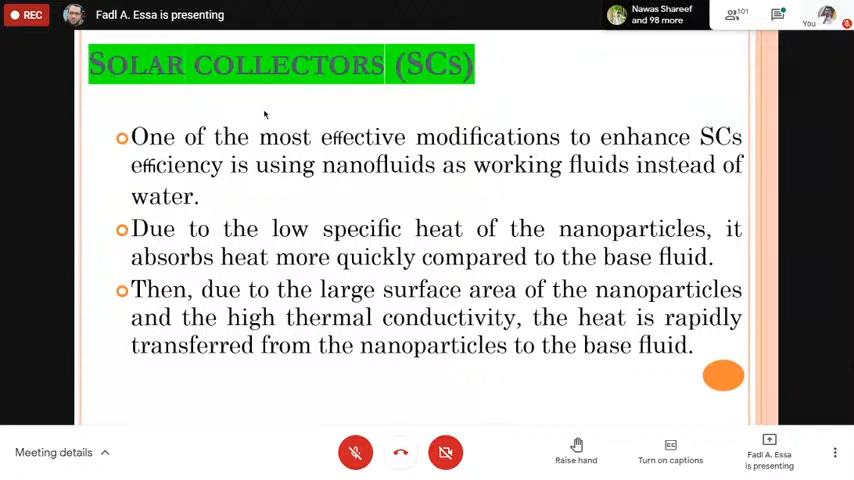 REC
Fadl A. Essa is presenting
Nawas Shareef
and 98 more
101
You
SOLAR COLLECTORS (SCS)
One of the most effective modifications to enhance SCs
efficiency is using nanofluids as working fluids instead of
water.
Due to the low specific heat of the nanoparticles, it
absorbs heat more quickly compared to the base fluid.
Then, due to the large surface area of the nanoparticles
and the high thermal conductivity, the heat is rapidly
transferred from the nanoparticles to the base fluid.
Meeting details
Raise hand
Turn on captions
Fadl A. Essa
is presenting